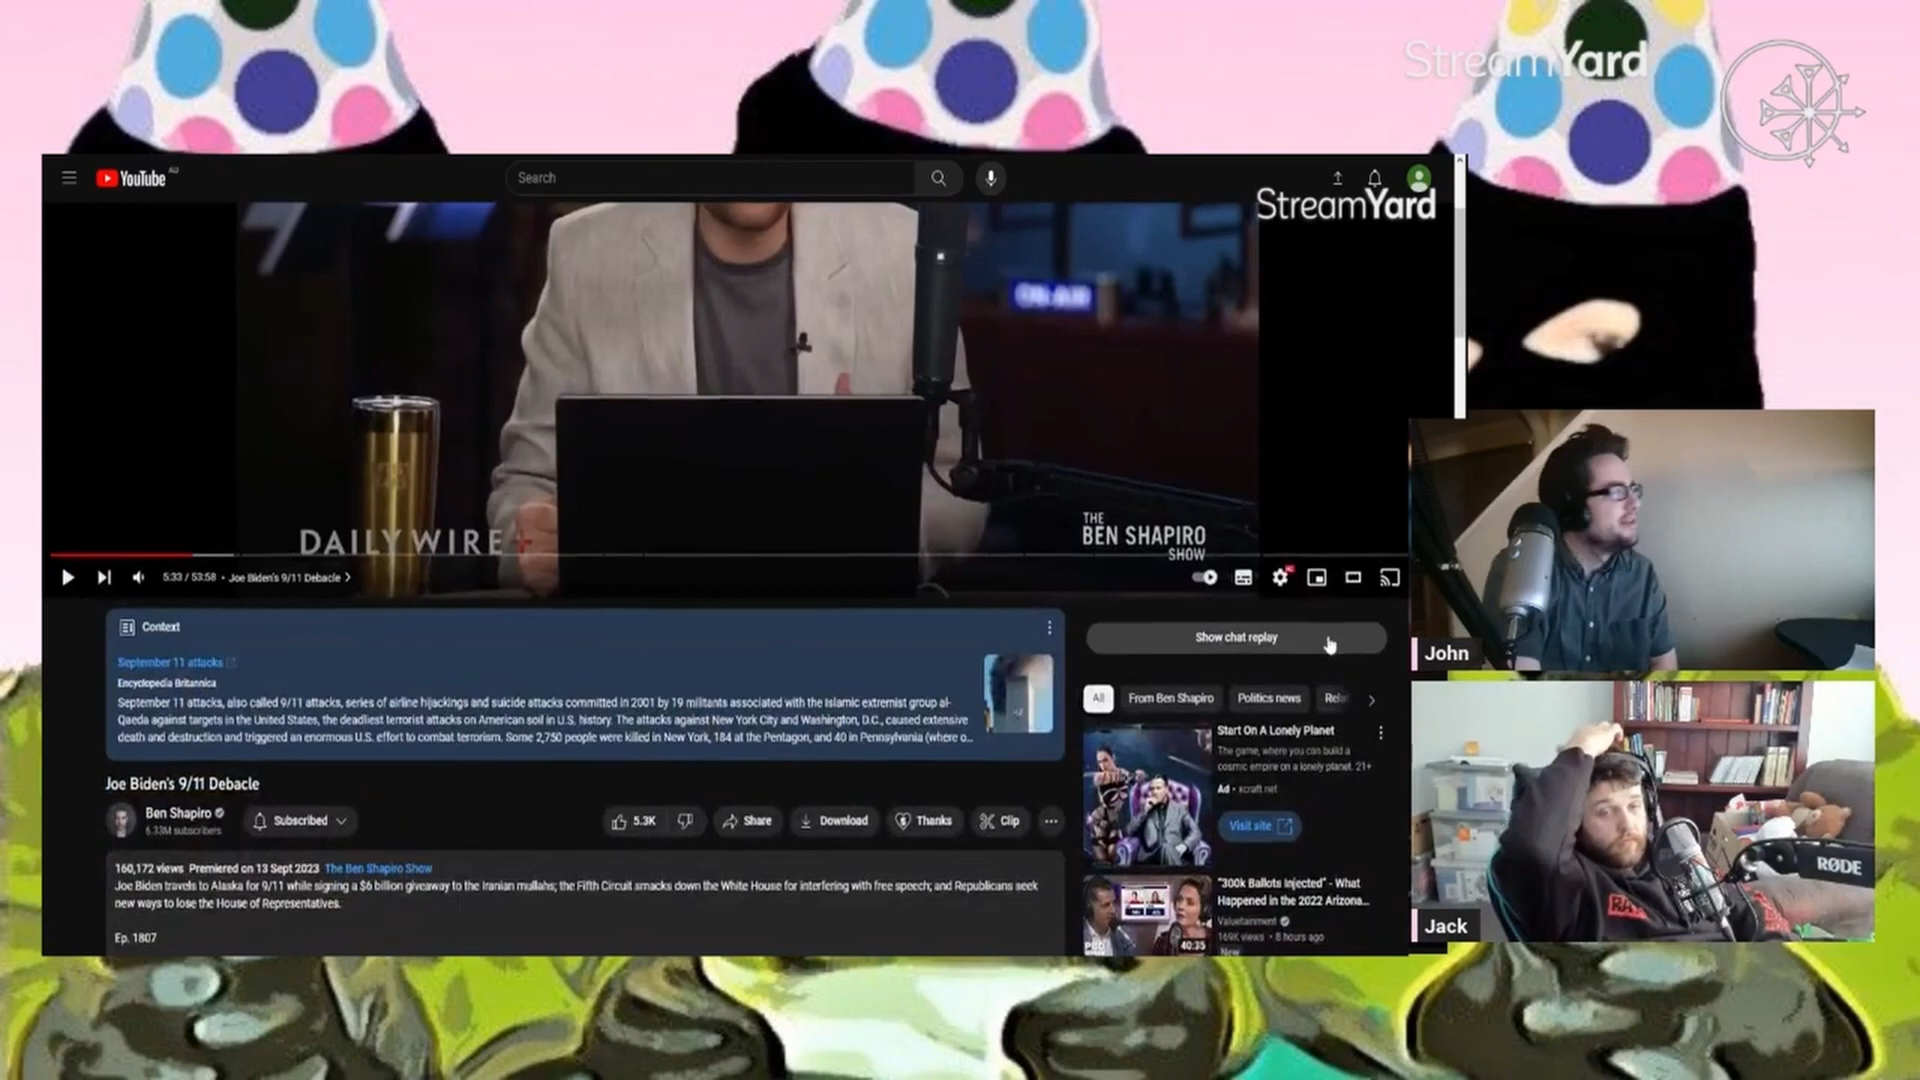 StreamYard
YouTube AU
Search
StreamYard
ON AIR
DAILY WIRE+
THE
BEN SHAPIRO
SHOW
5:33 / 53:58 • Joe Biden's 9/11 Debacle >
Context
September 11 attacks
Encyclopedia Britannica
September 11 attacks, also called 9/11 attacks, series of airline hijackings and suicide attacks committed in 2001 by 19 militants associated with the Islamic extremist group al-
Qaeda against targets in the United States, the deadliest terrorist attacks on American soil in U.S. history. The attacks against New York City and Washington, D.C., caused extensive
death and destruction and triggered an enormous U.S. effort to combat terrorism. Some 2,750 people were killed in New York, 184 at the Pentagon, and 40 in Pennsylvania (where o...
Joe Biden's 9/11 Debacle
Ben Shapiro
6.33M subscribers
Subscribed
5.3K
Share
Download
Thanks
Clip
160,172 views Premiered on 13 Sept 2023 The Ben Shapiro Show
Joe Biden travels to Alaska for 9/11 while signing a $6 billion giveaway to the Iranian mullahs; the Fifth Circuit smacks down the White House for interfering with free speech; and Republicans seek
new ways to lose the House of Representatives.
Ep. 1807
Show chat replay
All
From Ben Shapiro
Politics news
Start On A Lonely Planet
The game, where you can build a
cosmic empire on a lonely planet. 21+
Ad • xcraft.net
Visit site
"300k Ballots Injected" - What
Happened in the 2022 Arizona...
Valuetainment
169K views • 8 hours ago
New
40:35
John
RØDE
Jack